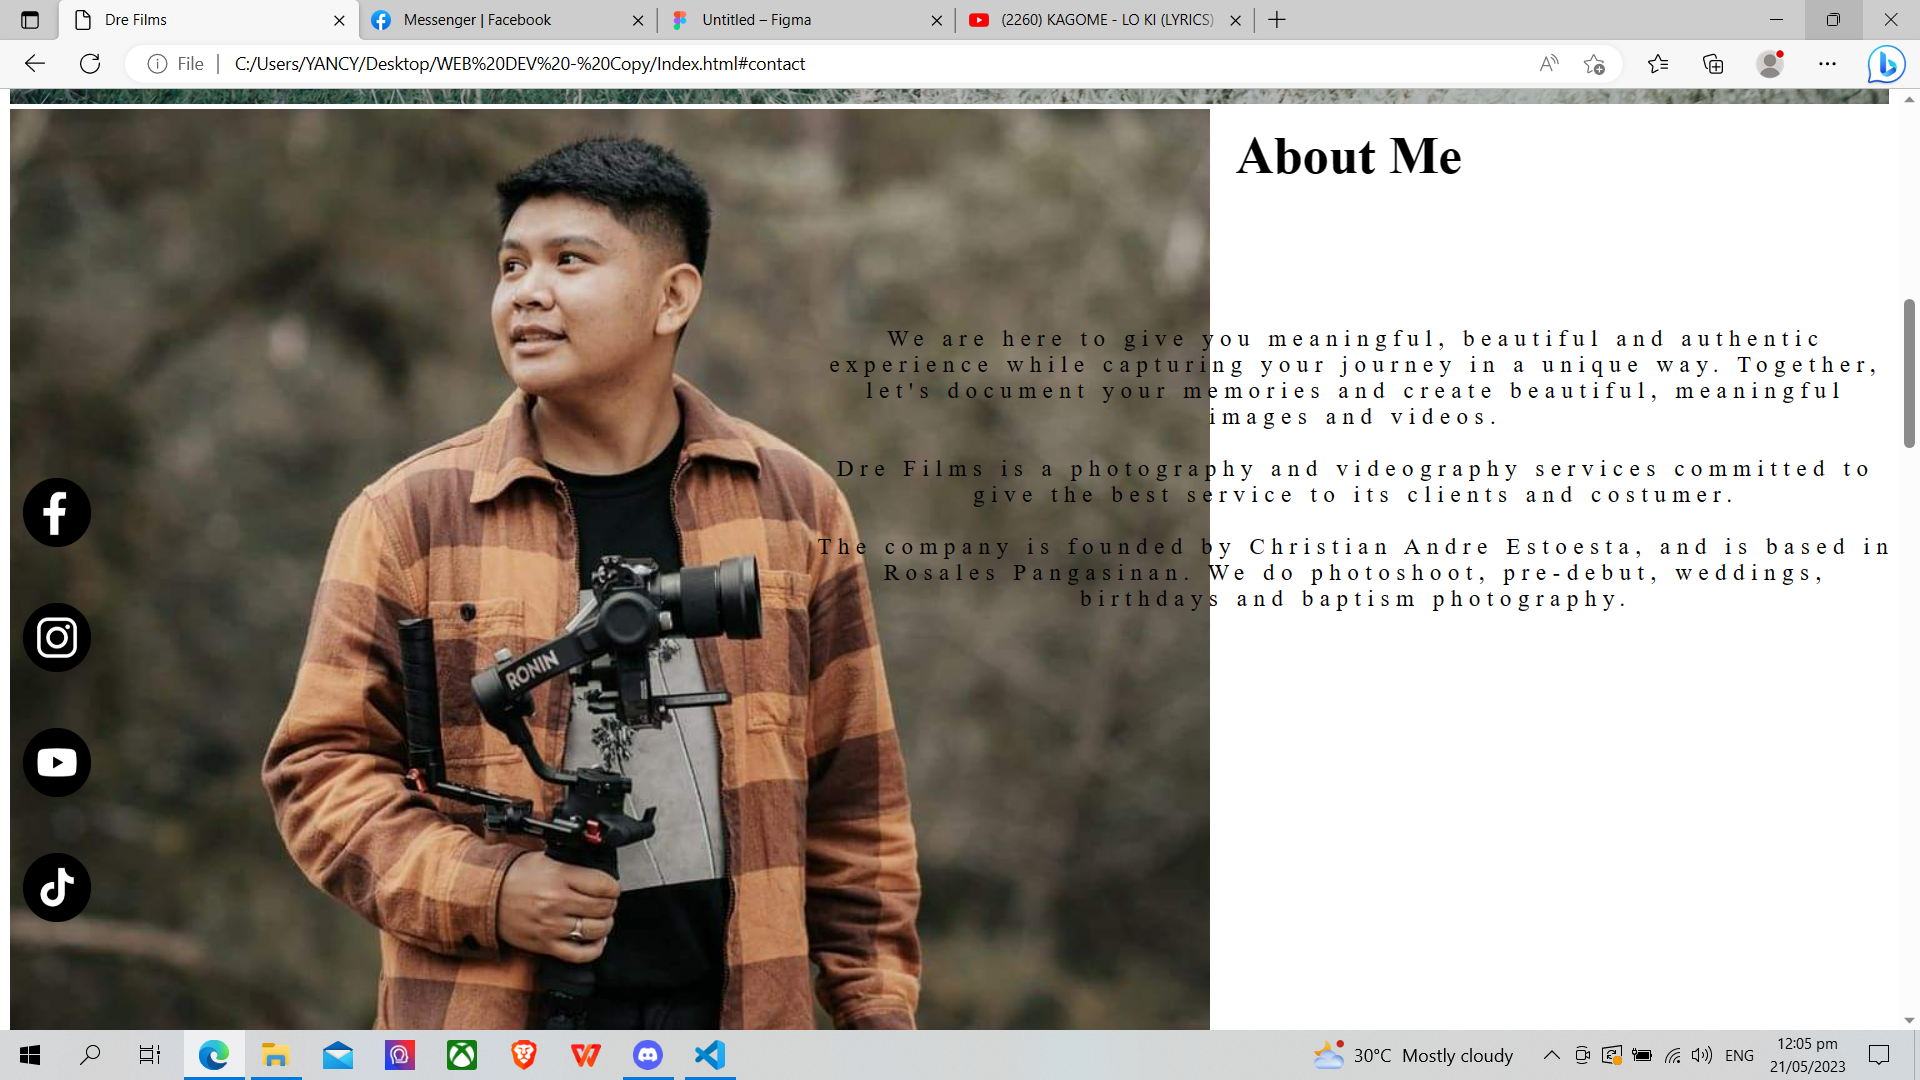 Dre Films
Messenger | Facebook
Untitled – Figma
(2260) KAGOME - LO KI (LYRICS)
File
C:/Users/YANCY/Desktop/WEB%20DEV%20-%20Copy/Index.html#contact
About Me
We are here to give you meaningful, beautiful and authentic
experience while capturing your journey in a unique way. Together,
let's document your memories and create beautiful, meaningful
images and videos.
Dre Films is a photography and videography services committed to
give the best service to its clients and costumer.
The company is founded by Christian Andre Estoesta, and is based in
Rosales Pangasinan. We do photoshoot, pre-debut, weddings,
birthdays and baptism photography.
RONIN
30°C Mostly cloudy
ENG
12:05 pm
21/05/2023